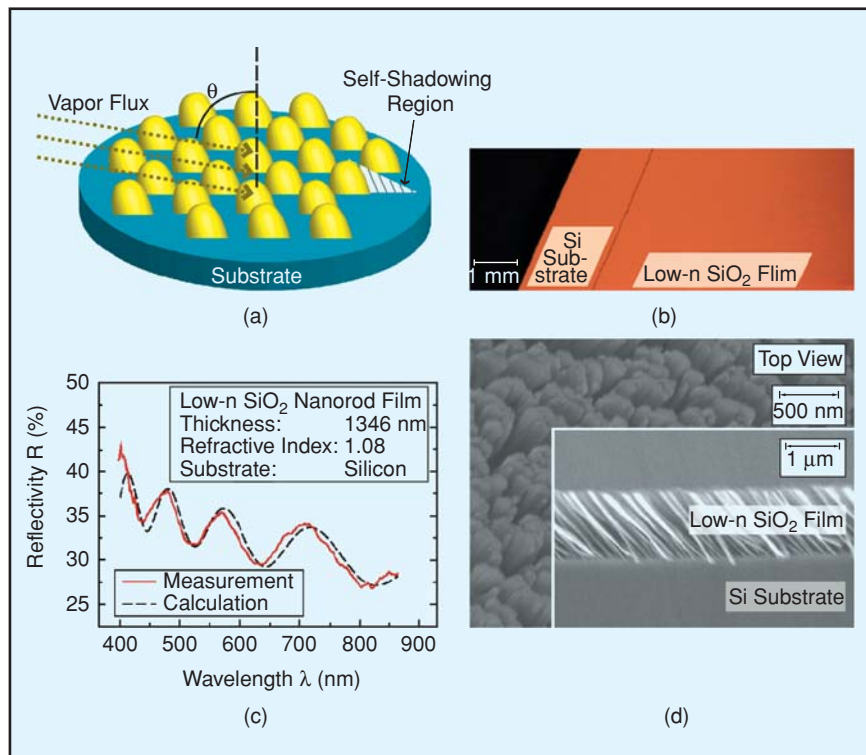 θ
Vapor Flux
Self-Shadowing
Region
Substrate
(a)
Si
Sub-
strate
1 mm
Low-n SiO₂ Flim
(b)
Reflectivity R (%)
50
45
40
35
30
25
Low-n SiO₂ Nanorod Film
Thickness: 1346 nm
Refractive Index: 1.08
Substrate: Silicon
Measurement
Calculation
400 500 600 700 800 900
Wavelength λ (nm)
(c)
Top View
500 nm
1 μm
Low-n SiO₂ Film
Si Substrate
(d)